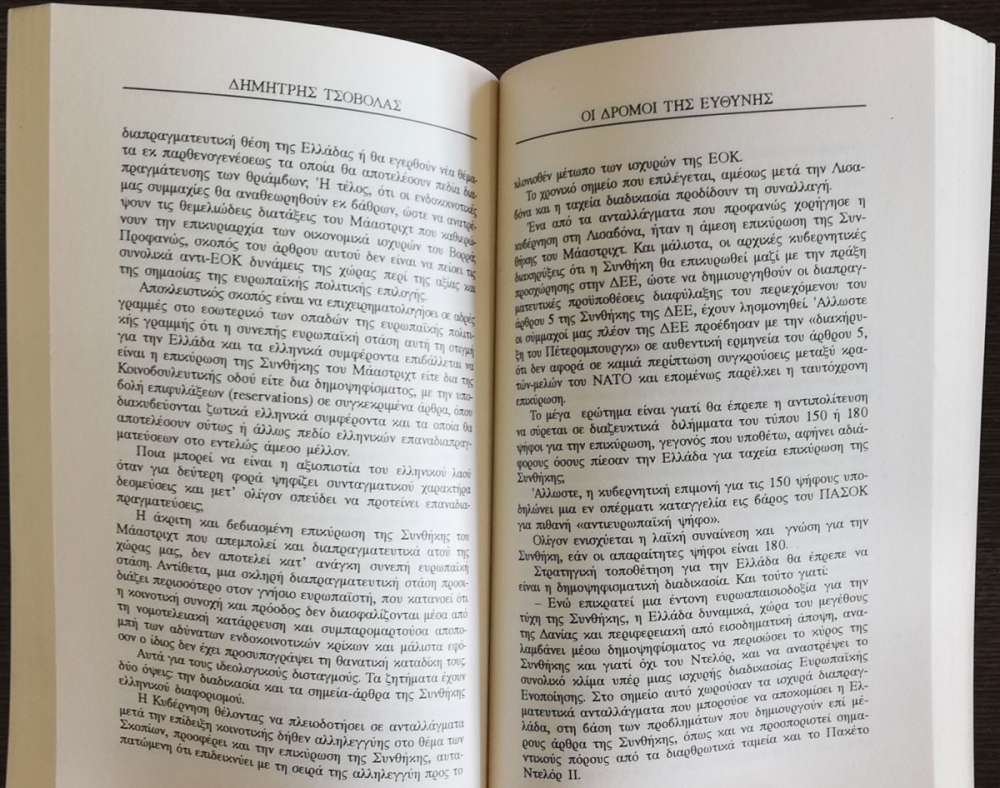 ΔΗΜΗΤΡΗΣ ΤΣΟΒΟΛΑΣ
διαπραγματευτική θέση της Ελλάδας ή θα εγερθούν νέα θέμα-
τα εκ παρθενογενέσεως τα οποία θα αποτελέσουν πεδία δια-
πραγμάτευσης των θριάμβων; Ή τέλος, ότι οι ενδοκοινοτικές
μας συμμαχίες θα αναθεωρηθούν εκ βάθρων, ώστε να ανατρέ-
ψουν τις θεμελιώδεις διατάξεις του Μάαστριχτ που καθιερώ-
νουν την επικυριαρχία των οικονομικά ισχυρών του Βορρά;
Προφανώς, σκοπός του άρθρου αυτού δεν είναι να πείσει τις
συνολικά αντι-ΕΟΚ δυνάμεις της χώρας περί της αξίας και
της σημασίας της ευρωπαϊκής πολιτικής επιλογής.
Αποκλειστικός σκοπός είναι να επιχειρηματολογήσει σε αδρές
γραμμές στο εσωτερικό των οπαδών της ευρωπαϊκής πολιτι-
κής γραμμής ότι η συνεπής ευρωπαϊκή στάση αυτή τη στιγμή
για την Ελλάδα και τα ελληνικά συμφέροντα επιβάλλεται να
είναι η επικύρωση της Συνθήκης του Μάαστριχτ είτε δια της
Κοινοβουλευτικής οδού είτε δια δημοψηφίσματος, με την υπο-
βολή επιφυλάξεων (reservations) σε συγκεκριμένα άρθρα, όπου
διακυβεύονται ζωτικά ελληνικά συμφέροντα και τα οποία θα
αποτελέσουν ούτως ή άλλως πεδίο ελληνικών επαναδιαπραγ-
ματεύσεων στο εντελώς άμεσο μέλλον.
Ποια μπορεί να είναι η αξιοπιστία του ελληνικού λαού
όταν για δεύτερη φορά ψηφίζει συνταγματικού χαρακτήρα
δεσμεύσεις και μετ' ολίγον σπεύδει να προτείνει επαναδια-
πραγματεύσεις;
Η άκριτη και βεβιασμένη επικύρωση της Συνθήκης του
Μάαστριχτ που απεμπολεί και διαπραγματευτικά ατού της
χώρας μας, δεν αποτελεί κατ' ανάγκη συνεπή ευρωπαϊκή
στάση. Αντίθετα, μια σκληρή διαπραγματευτική στάση προσι-
διάζει περισσότερο στον γνήσιο ευρωπαϊστή, που κατανοεί ότι
η κοινοτική συνοχή και πρόοδος δεν διασφαλίζονται μέσα από
τη νομοτελειακή κατάρρευση και συμπαρομαρτούσα αποπο-
μπή των αδύνατων ενδοκοινοτικών κρίκων και μάλιστα εφό-
σον ο ίδιος δεν έχει προσυπογράψει τη θανατική καταδίκη τους
Αυτά για τους ιδεολογικούς δισταγμούς. Τα ζητήματα έχουν
δύο όψεις: την διαδικασία και τα σημεία-άρθρα της Συνθήκης
ελληνικού διαφορισμού.
Η Κυβέρνηση θέλοντας να πλειοδοτήσει σε ανταλλάγματα
μετά την επίδειξη κοινοτικής δήθεν αλληλεγγύης στο θέμα των
Σκοπίων, προσφέρει και την επικύρωση της Συνθήκης, αυτα-
πατώμενη ότι επιδεικνύει με τη σειρά της αλληλεγγύη προς το
ΟΙ ΔΡΟΜΟΙ ΤΗΣ ΕΥΘΥΝΗΣ
κλονισθέν μέτωπο των ισχυρών της ΕΟΚ.
Το χρονικό σημείο που επιλέγεται, αμέσως μετά την Λισα-
βόνα και η ταχεία διαδικασία προδίδουν τη συναλλαγή.
Ένα από τα ανταλλάγματα που προφανώς χορήγησε η
κυβέρνηση στη Λισαβόνα, ήταν η άμεση επικύρωση της Συν-
θήκης του Μάαστριχτ. Και μάλιστα, οι αρχικές κυβερνητικές
διακηρύξεις ότι η Συνθήκη θα επικυρωθεί μαζί με την πράξη
προσχώρησης στην ΔΕΕ, ώστε να δημιουργηθούν οι διαπραγ-
ματευτικές προϋποθέσεις διαφύλαξης του περιεχόμενου του
άρθρου 5 της Συνθήκης της ΔΕΕ, έχουν λησμονηθεί. Άλλωστε
οι σύμμαχοί μας πλέον της ΔΕΕ προέβησαν με την «διακήρυ-
ξη του Πέτερσμπουργκ» σε αυθεντική ερμηνεία του άρθρου 5,
ότι δεν αφορά σε καμιά περίπτωση συγκρούσεις μεταξύ κρα-
τών-μελών του ΝΑΤΟ και επομένως παρέλκει η ταυτόχρονη
επικύρωση.
Το μέγα ερώτημα είναι γιατί θα έπρεπε η αντιπολίτευση
να σύρεται σε διαζευκτικά διλήμματα του τύπου 150 ή 180
ψήφοι για την επικύρωση, γεγονός που υποθέτω, αφήνει αδιά-
φορους όσους πίεσαν την Ελλάδα για ταχεία επικύρωση της
Συνθήκης;
Άλλωστε, η κυβερνητική επιμονή για τις 150 ψήφους υπο-
δηλώνει μια εν σπέρματι καταγγελία εις βάρος του ΠΑΣΟΚ
για πιθανή «αντιευρωπαϊκή ψήφο».
Ολίγον ενισχύεται η λαϊκή συναίνεση και γνώση για την
Συνθήκη, εάν οι απαραίτητες ψήφοι είναι 180.
Στρατηγική τοποθέτηση για την Ελλάδα θα έπρεπε να
είναι η δημοψηφισματική διαδικασία. Και τούτο γιατί:
– Ενώ επικρατεί μια έντονη ευρωαπαισιοδοξία για την
τύχη της Συνθήκης, η Ελλάδα δυναμικά, χώρα του μεγέθους
της Δανίας και περιφερειακή από εισοδηματική άποψη, ανα-
λαμβάνει μέσω δημοψηφίσματος να περισώσει το κύρος της
Συνθήκης και γιατί όχι του Ντελόρ, και να αναστρέψει το
συνολικό κλίμα υπέρ μιας ισχυρής διαδικασίας Ευρωπαϊκής
Ενοποίησης. Στο σημείο αυτό χωρούσαν τα ισχυρά διαπραγ-
ματευτικά ανταλλάγματα που μπορούσε να αποκομίσει η Ελ-
λάδα, στη βάση των προβλημάτων που δημιουργεί επί μέ-
ρους άρθρα της Συνθήκης, όπως και να προσποριστεί σημα-
ντικούς πόρους από τα διαρθρωτικά ταμεία και το Πακέτο
Ντελόρ ΙΙ.